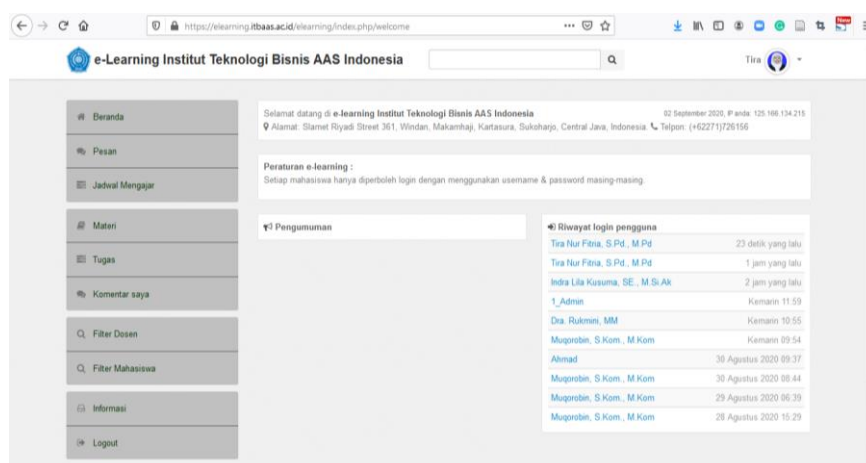 https://elearning.itbaas.ac.id/elearning/index.php/welcome
New
e-Learning Institut Teknologi Bisnis AAS Indonesia
Tira
Beranda
Pesan
Jadwal Mengajar
Materi
Tugas
Komentar saya
Filter Dosen
Filter Mahasiswa
Informasi
Logout
Selamat datang di e-learning Institut Teknologi Bisnis AAS Indonesia
02 September 2020, IP anda: 125.166.134.215
Alamat: Slamet Riyadi Street 361, Windan, Makamhaji, Kartasura, Sukoharjo, Central Java, Indonesia. Telpon: (+62271)726156
Peraturan e-learning :
Setiap mahasiswa hanya diperboleh login dengan menggunakan username & password masing-masing.
Pengumuman
Riwayat login pengguna
Tira Nur Fitria, S.Pd., M.Pd 23 detik yang lalu
Tira Nur Fitria, S.Pd., M.Pd 1 jam yang lalu
Indra Lila Kusuma, SE., M.Si.Ak 2 jam yang lalu
1_Admin Kemarin 11:59
Dra. Rukmini, MM Kemarin 10:55
Muqorobin, S.Kom., M.Kom Kemarin 09:54
Ahmad 30 Agustus 2020 09:37
Muqorobin, S.Kom., M.Kom 30 Agustus 2020 08:44
Muqorobin, S.Kom., M.Kom 29 Agustus 2020 06:39
Muqorobin, S.Kom., M.Kom 28 Agustus 2020 15:29